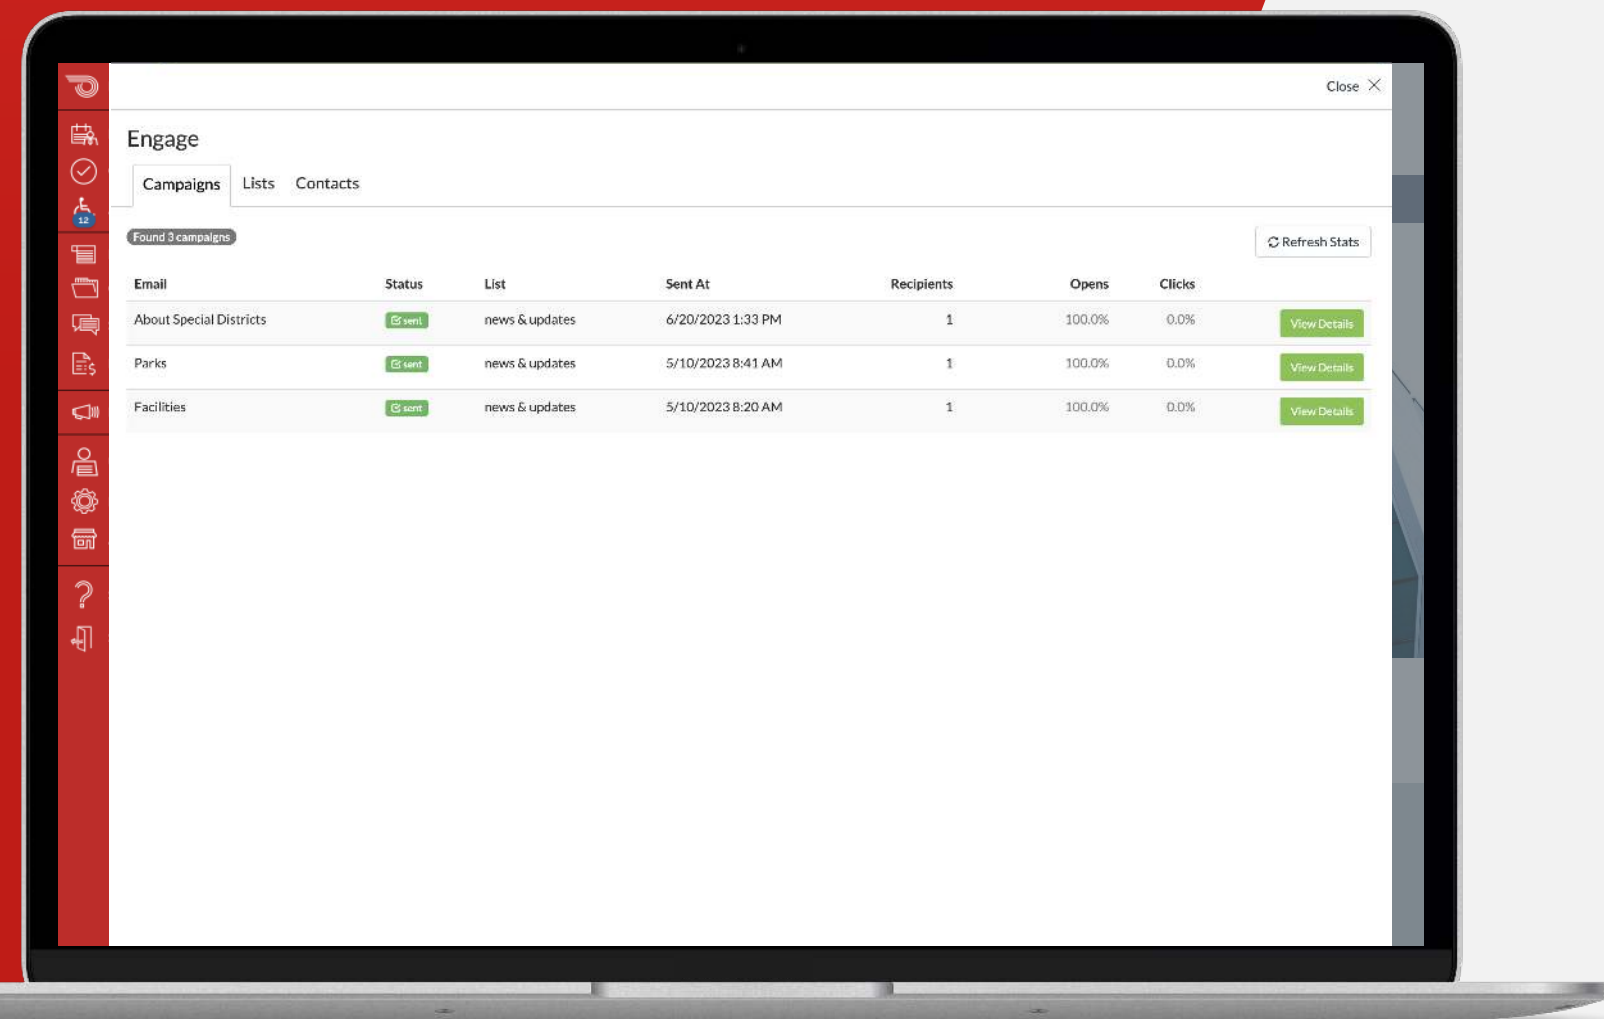 Close
Engage
Campaigns Lists Contacts
Found 3 campaigns
Refresh Stats
Email Status List Sent At Recipients Opens Clicks
About Special Districts sent news & updates 6/20/2023 1:33 PM 1 100.0% 0.0% View Details
Parks sent news & updates 5/10/2023 8:41 AM 1 100.0% 0.0% View Details
Facilities sent news & updates 5/10/2023 8:20 AM 1 100.0% 0.0% View Details
12